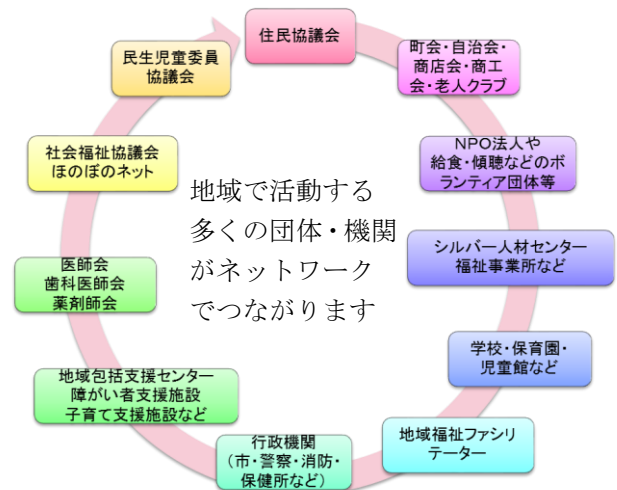 住民協議会
町会・自治会・
商店会・商工
会・老人クラブ
NPO法人や
給食・傾聴などのボ
ランティア団体等
シルバー人材センター
福祉事業所など
学校・保育園・
児童館など
地域福祉ファシリ
テーター
行政機関
(市・警察・消防・
保健所など)
地域包括支援センター
障がい者支援施設
子育て支援施設など
医師会
歯科医師会
薬剤師会
社会福祉協議会
ほのぼのネット
民生児童委員
協議会
地域で活動する
多くの団体・機関
がネットワーク
でつながります